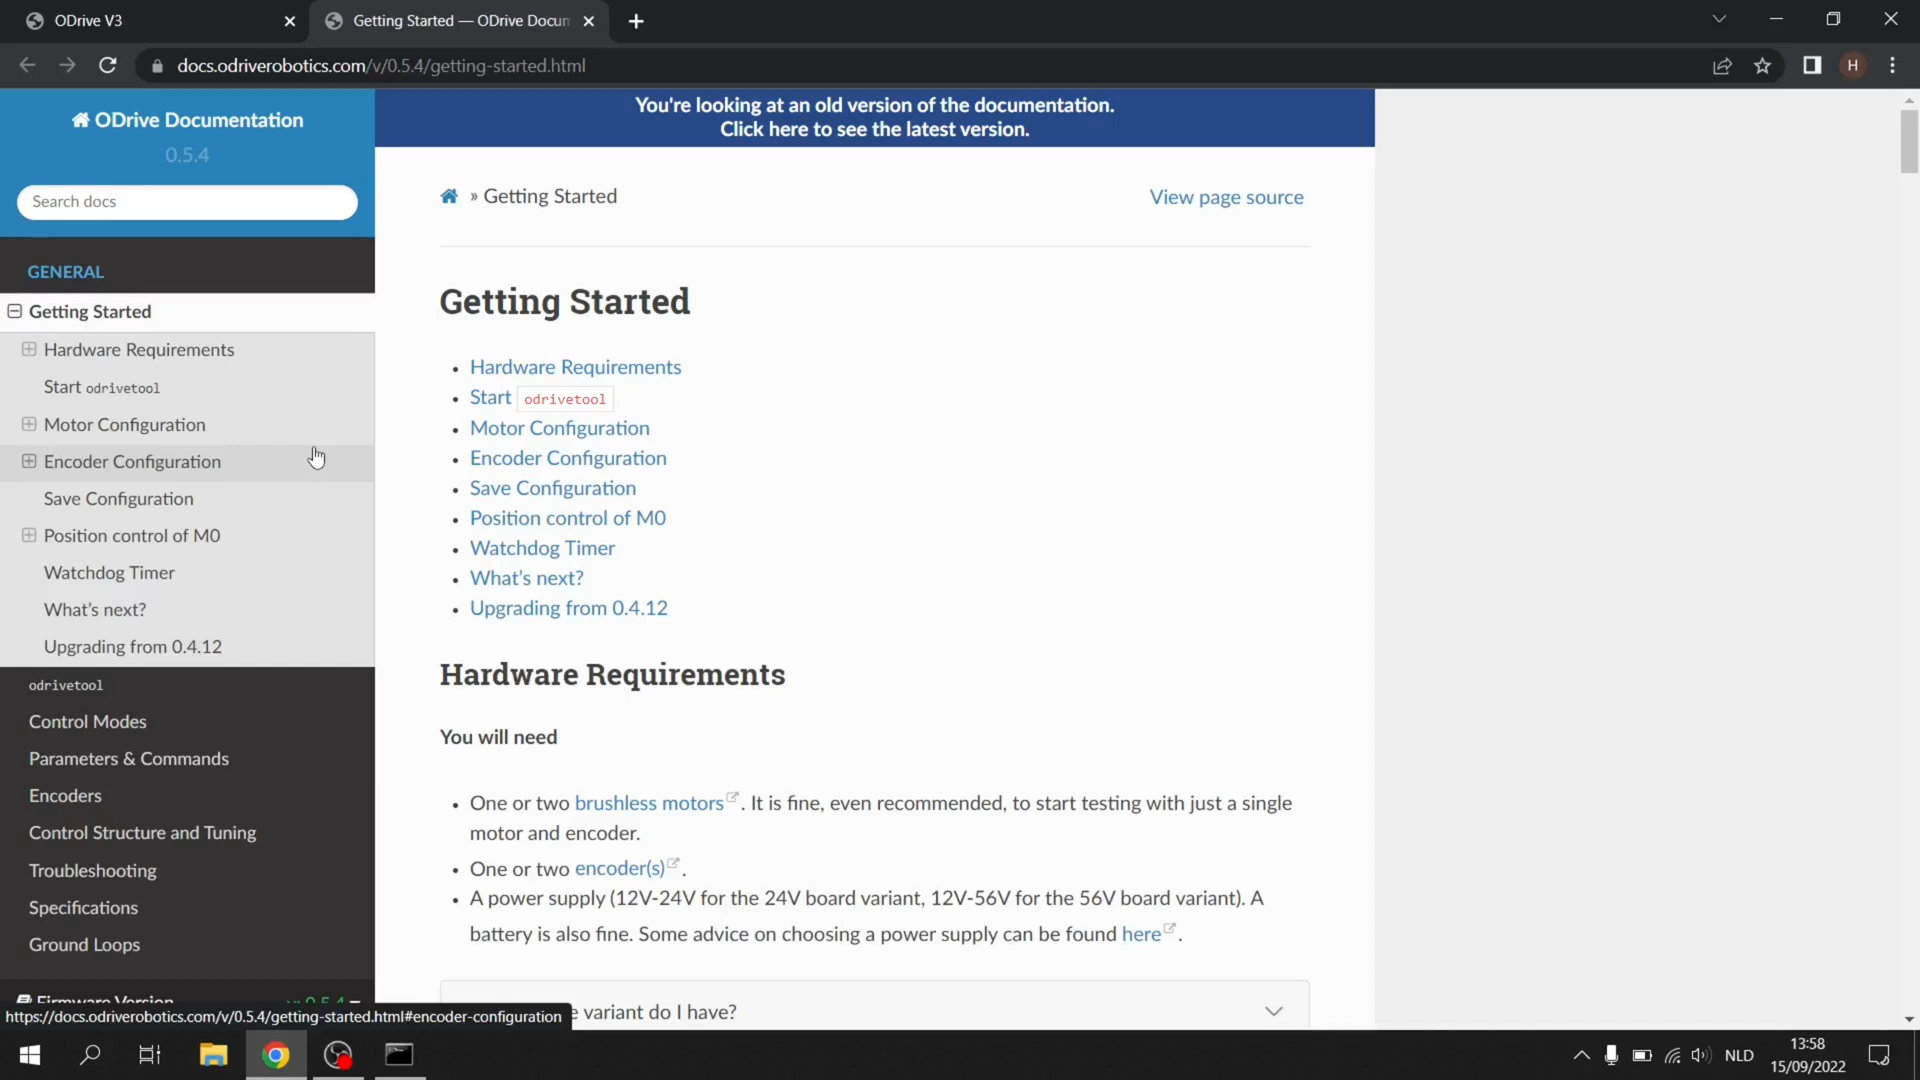 ODrive V3
Getting Started — ODrive Docum
docs.odriverobotics.com/v/0.5.4/getting-started.html
H
ODrive Documentation
0.5.4
Search docs
GENERAL
Getting Started
Hardware Requirements
Start odrivetool
Motor Configuration
Encoder Configuration
Save Configuration
Position control of M0
Watchdog Timer
What's next?
Upgrading from 0.4.12
odrivetool
Control Modes
Parameters & Commands
Encoders
Control Structure and Tuning
Troubleshooting
Specifications
Ground Loops
Firmware Version v: 0.5.4
https://docs.odriverobotics.com/v/0.5.4/getting-started.html#encoder-configuration
You're looking at an old version of the documentation.
Click here to see the latest version.
» Getting Started
View page source
Getting Started
• Hardware Requirements
• Start odrivetool
• Motor Configuration
• Encoder Configuration
• Save Configuration
• Position control of M0
• Watchdog Timer
• What's next?
• Upgrading from 0.4.12
Hardware Requirements
You will need
• One or two brushless motors. It is fine, even recommended, to start testing with just a single
motor and encoder.
• One or two encoder(s).
• A power supply (12V-24V for the 24V board variant, 12V-56V for the 56V board variant). A
battery is also fine. Some advice on choosing a power supply can be found here.
e variant do I have?
NLD
13:58
15/09/2022